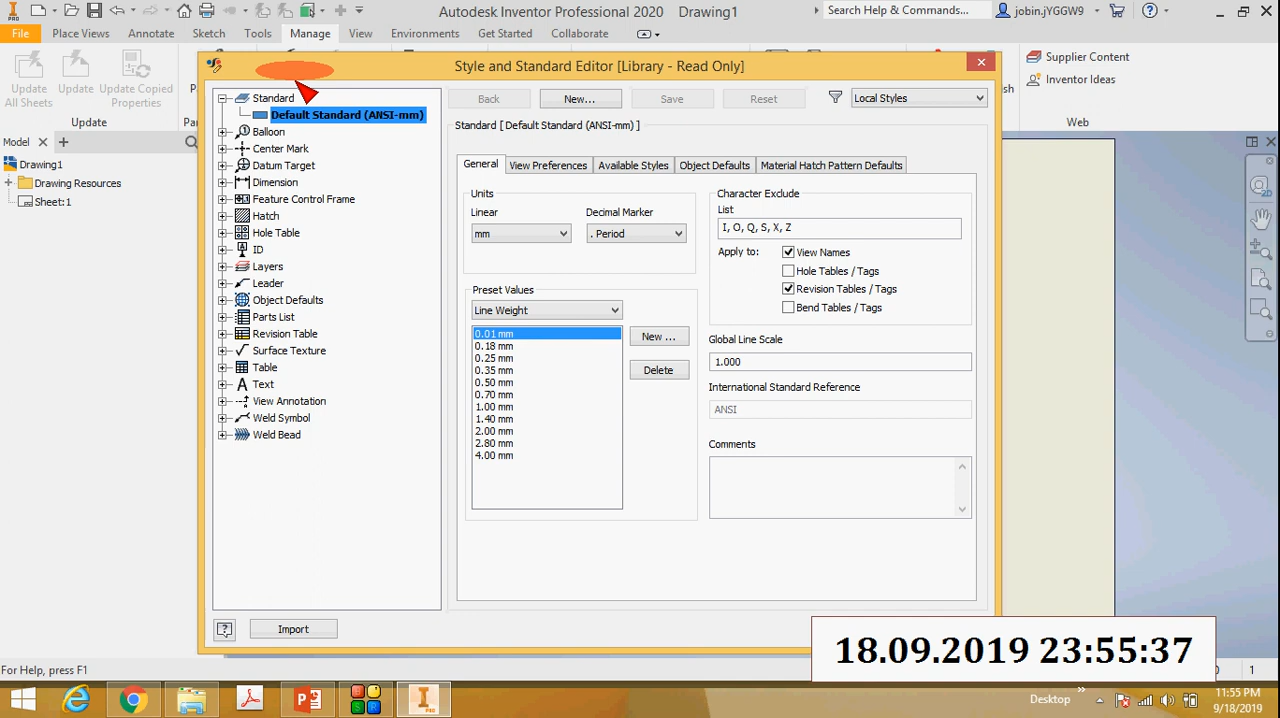 Autodesk Inventor Professional 2020 Drawing1
Search Help & Commands...
jobin.jYGGW9
File Place Views Annotate Sketch Tools Manage View Environments Get Started Collaborate
Update All Sheets
Update
Update Copied Properties
Update
Supplier Content
Inventor Ideas
Web
Model
Drawing1
Drawing Resources
Sheet:1
Style and Standard Editor [Library - Read Only]
Standard
Default Standard (ANSI-mm)
Balloon
Center Mark
Datum Target
Dimension
Feature Control Frame
Hatch
Hole Table
ID
Layers
Leader
Object Defaults
Parts List
Revision Table
Surface Texture
Table
Text
View Annotation
Weld Symbol
Weld Bead
Import
Back New... Save Reset Local Styles
Standard [ Default Standard (ANSI-mm) ]
General View Preferences Available Styles Object Defaults Material Hatch Pattern Defaults
Units
Linear
mm
Decimal Marker
. Period
Preset Values
Line Weight
0.01 mm
0.18 mm
0.25 mm
0.35 mm
0.50 mm
0.70 mm
1.00 mm
1.40 mm
2.00 mm
2.80 mm
4.00 mm
New ...
Delete
Character Exclude
List
I, O, Q, S, X, Z
Apply to:
View Names
Hole Tables / Tags
Revision Tables / Tags
Bend Tables / Tags
Global Line Scale
1.000
International Standard Reference
ANSI
Comments
18.09.2019 23:55:37
For Help, press F1
1
Desktop
11:55 PM
9/18/2019